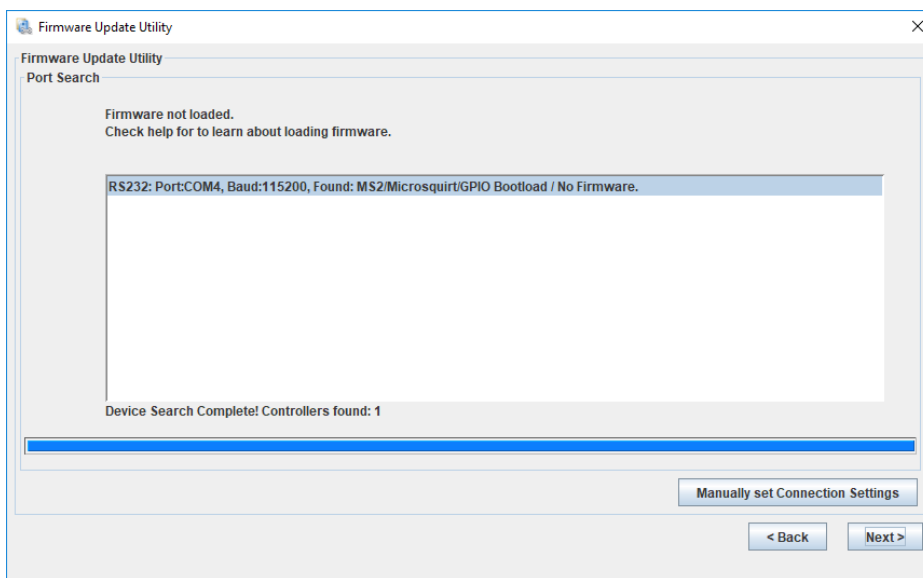 Firmware Update Utility
Firmware Update Utility
Port Search
Firmware not loaded.
Check help for to learn about loading firmware.
RS232: Port:COM4, Baud:115200, Found: MS2/Microsquirt/GPIO Bootload / No Firmware.
Device Search Complete! Controllers found: 1
Manually set Connection Settings
< Back
Next >